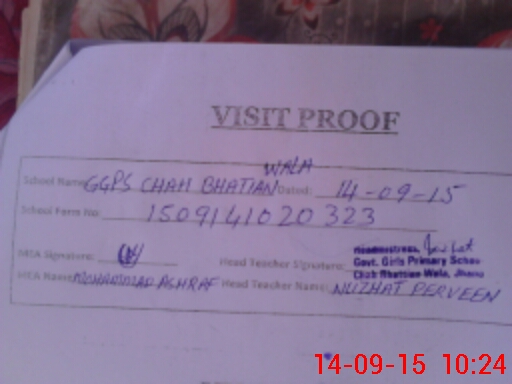 VISIT PROOF
WALA
School Name GGPS CHAH BHATIAN Dated: 14-09-15
School Form No: 1509141020323
MEA Signature: Head Teacher Signature:
Headmistress
Govt. Girls Primary School
Chah Bhattian Wala,
MEA Name: MUHAMMAD ASHRAF Head Teacher Name: NUZHAT PERVEEN
14-09-15 10:24